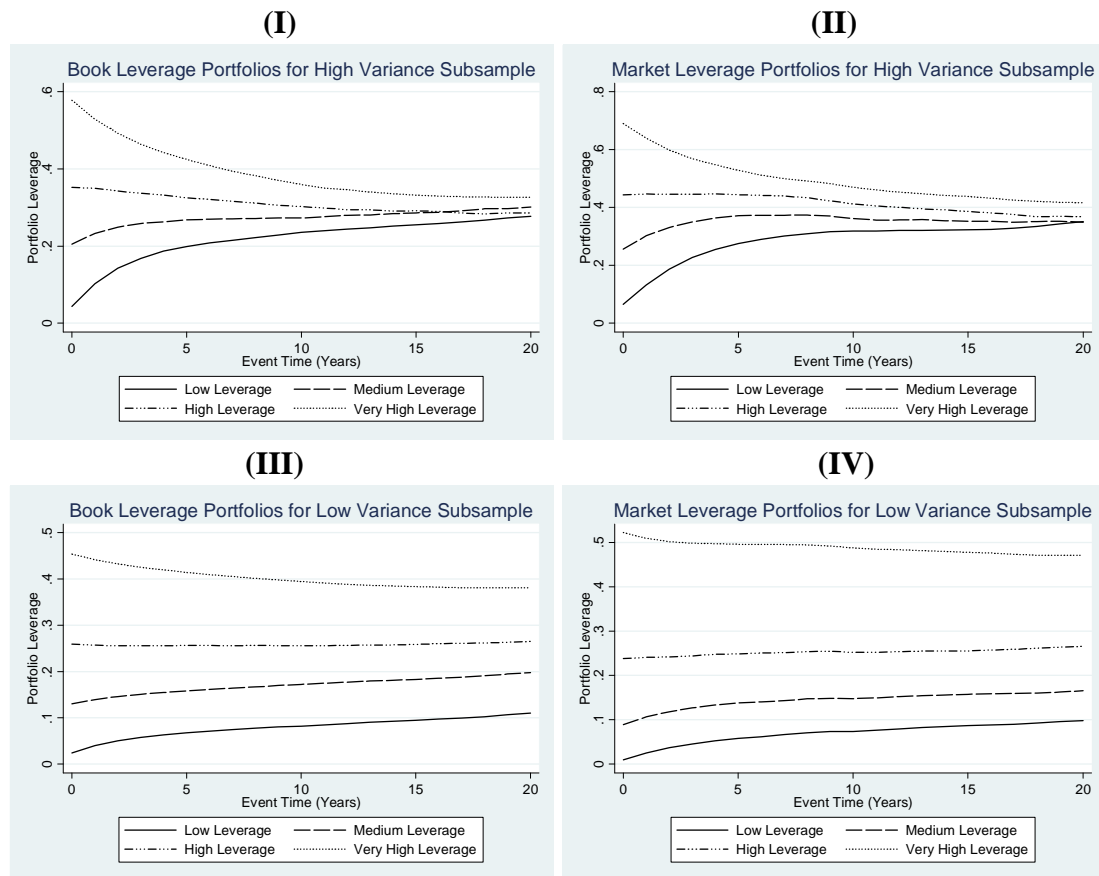 (I)
Book Leverage Portfolios for High Variance Subsample
Portfolio Leverage
0 .2 .4 .6
0 5 10 15 20
Event Time (Years)
Low Leverage Medium Leverage
High Leverage Very High Leverage
(II)
Market Leverage Portfolios for High Variance Subsample
Portfolio Leverage
0 .2 .4 .6 .8
0 5 10 15 20
Event Time (Years)
Low Leverage Medium Leverage
High Leverage Very High Leverage
(III)
Book Leverage Portfolios for Low Variance Subsample
Portfolio Leverage
0 .1 .2 .3 .4 .5
0 5 10 15 20
Event Time (Years)
Low Leverage Medium Leverage
High Leverage Very High Leverage
(IV)
Market Leverage Portfolios for Low Variance Subsample
Portfolio Leverage
0 .1 .2 .3 .4 .5
0 5 10 15 20
Event Time (Years)
Low Leverage Medium Leverage
High Leverage Very High Leverage